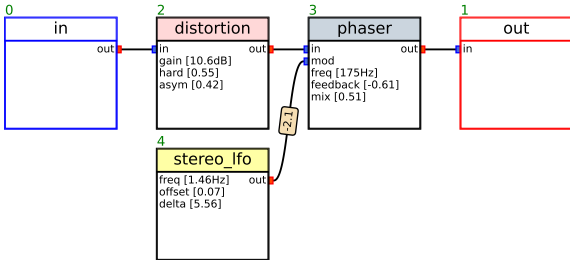 0
in
out
2
distortion
in
out
gain [10.6dB]
hard [0.55]
asym [0.42]
3
phaser
in
out
mod
freq [175Hz]
feedback [-0.61]
mix [0.51]
1
out
in
-2.1
4
stereo_lfo
freq [1.46Hz]
out
offset [0.07]
delta [5.56]